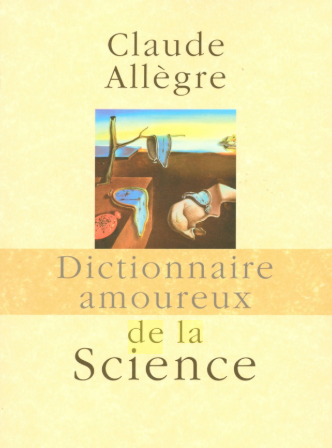 Claude
Allègre
Dictionnaire
amoureux
de la
Science